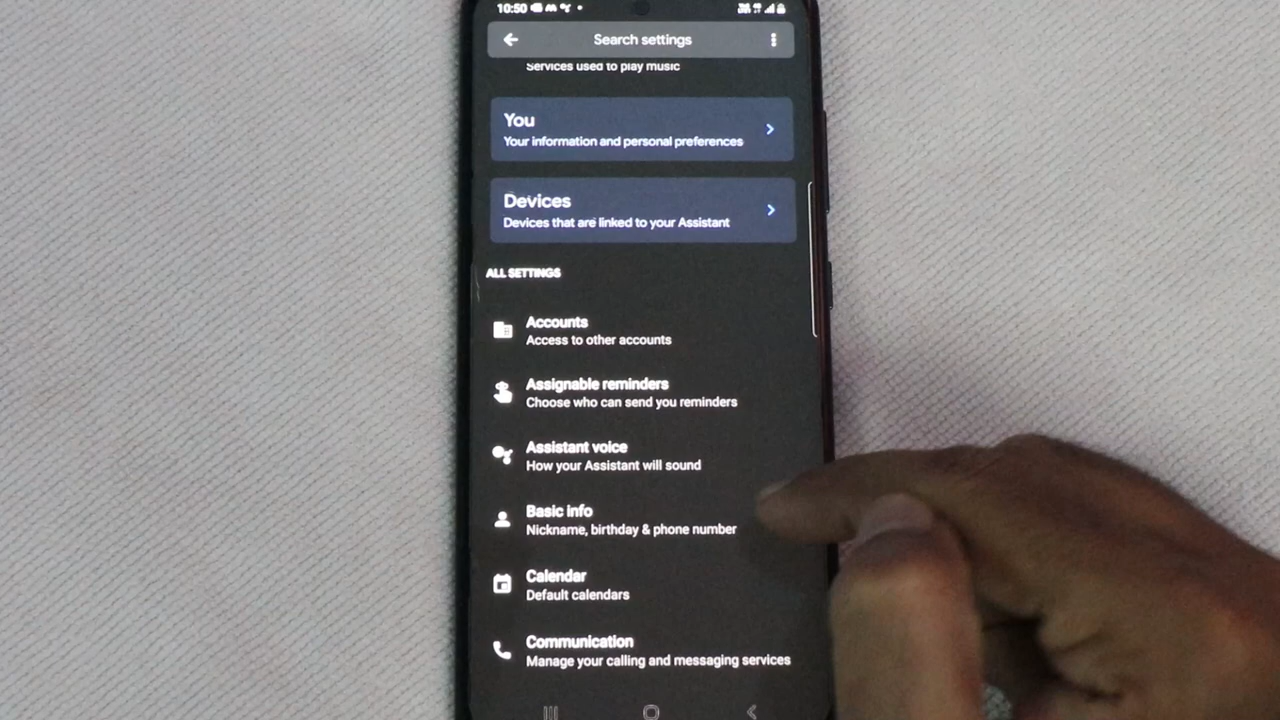 10:50
Search settings
Services used to play music
You
Your information and personal preferences
Devices
Devices that are linked to your Assistant
ALL SETTINGS
Accounts
Access to other accounts
Assignable reminders
Choose who can send you reminders
Assistant voice
How your Assistant will sound
Basic info
Nickname, birthday & phone number
Calendar
Default calendars
Communication
Manage your calling and messaging services